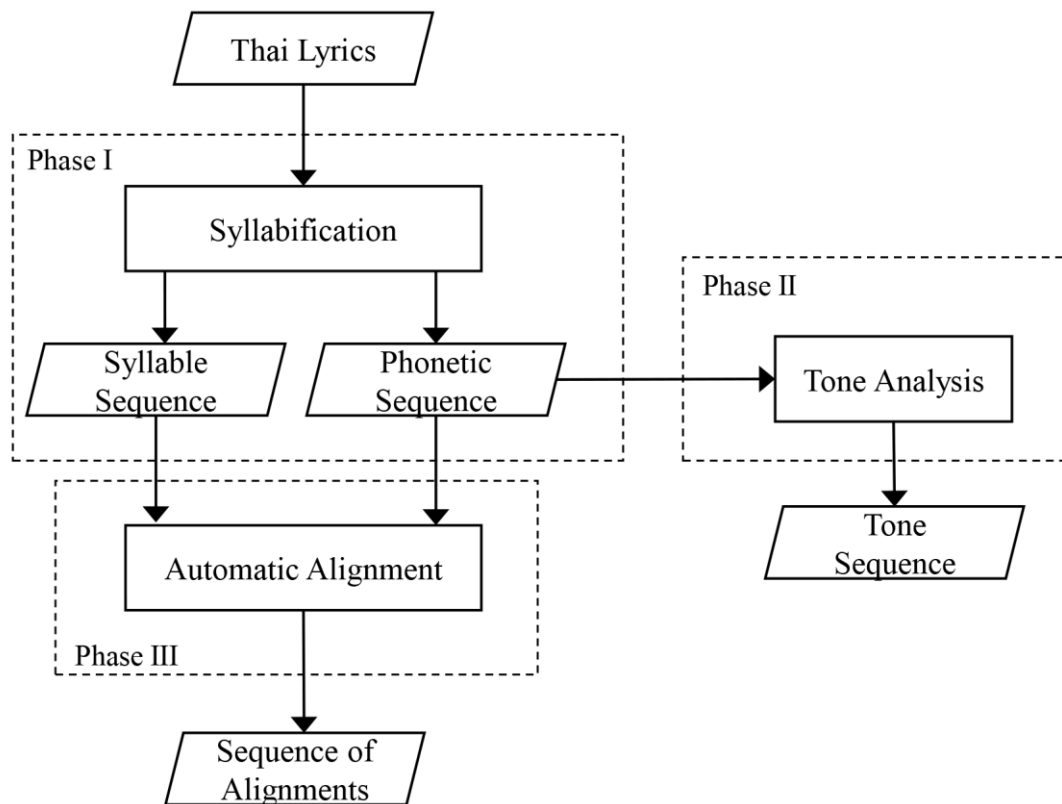 Thai Lyrics
Phase I
Syllabification
Syllable
Sequence
Phonetic
Sequence
Phase II
Tone Analysis
Tone
Sequence
Automatic Alignment
Phase III
Sequence of
Alignments